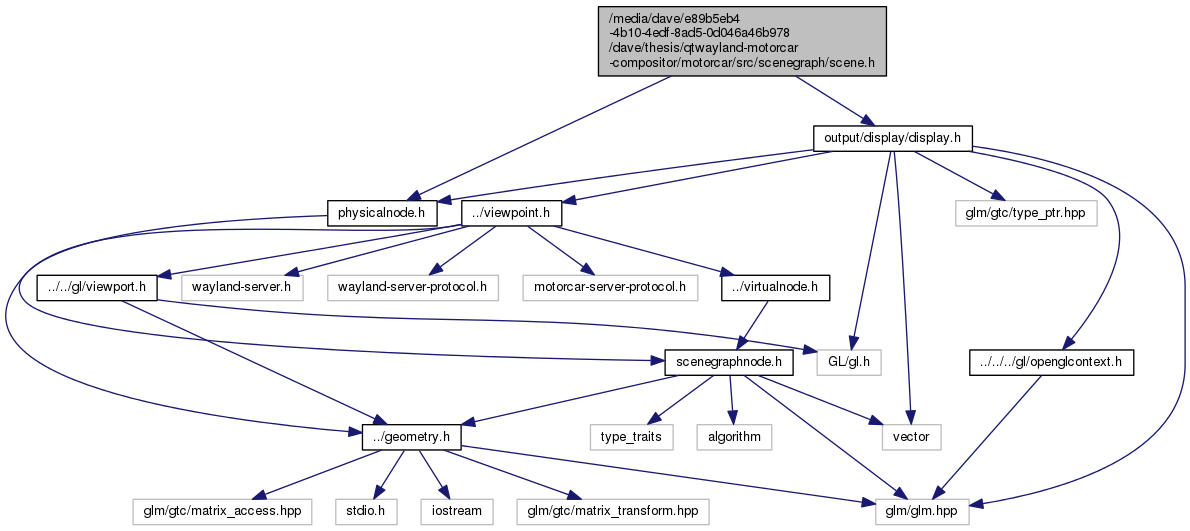 /media/dave/e89b5eb4
-4b10-4edf-8ad5-0d046a46b978
/dave/thesis/qtwayland-motorcar
-compositor/motorcar/src/scenegraph/scene.h
output/display/display.h
physicalnode.h
../viewpoint.h
glm/gtc/type_ptr.hpp
../../gl/viewport.h
wayland-server.h
wayland-server-protocol.h
motorcar-server-protocol.h
../virtualnode.h
scenegraphnode.h
GL/gl.h
../../../gl/openglcontext.h
../geometry.h
type_traits
algorithm
vector
glm/gtc/matrix_access.hpp
stdio.h
iostream
glm/gtc/matrix_transform.hpp
glm/glm.hpp